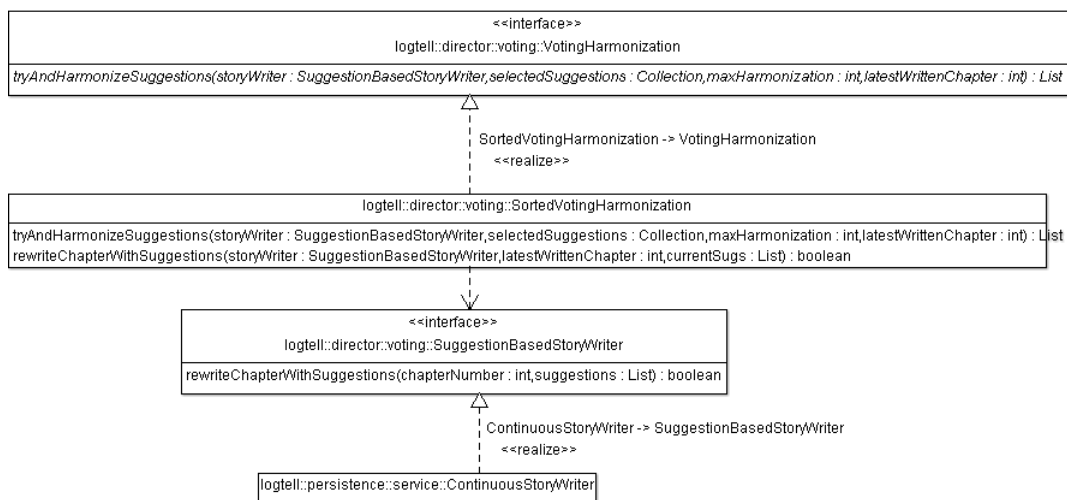 <<interface>>
logtell::director::voting::VotingHarmonization
tryAndHarmonizeSuggestions(storyWriter : SuggestionBasedStoryWriter,selectedSuggestions : Collection,maxHarmonization : int,latestWrittenChapter : int) : List
SortedVotingHarmonization -> VotingHarmonization
<<realize>>
logtell::director::voting::SortedVotingHarmonization
tryAndHarmonizeSuggestions(storyWriter : SuggestionBasedStoryWriter,selectedSuggestions : Collection,maxHarmonization : int,latestWrittenChapter : int) : List
rewriteChapterWithSuggestions(storyWriter : SuggestionBasedStoryWriter,latestWrittenChapter : int,currentSugs : List) : boolean
<<interface>>
logtell::director::voting::SuggestionBasedStoryWriter
rewriteChapterWithSuggestions(chapterNumber : int,suggestions : List) : boolean
ContinuousStoryWriter -> SuggestionBasedStoryWriter
<<realize>>
logtell::persistence::service::ContinuousStoryWriter